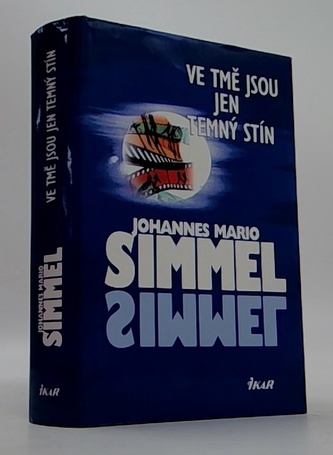 VE TMĚ JSOU
JEN
TEMNÝ STÍN
JOHANNES MARIO
SIMMEL
SIMMEL
iKAR
VE TMĚ JSOU JEN TEMNÝ STÍN
JOHANNES MARIO
SIMMEL
iKAR